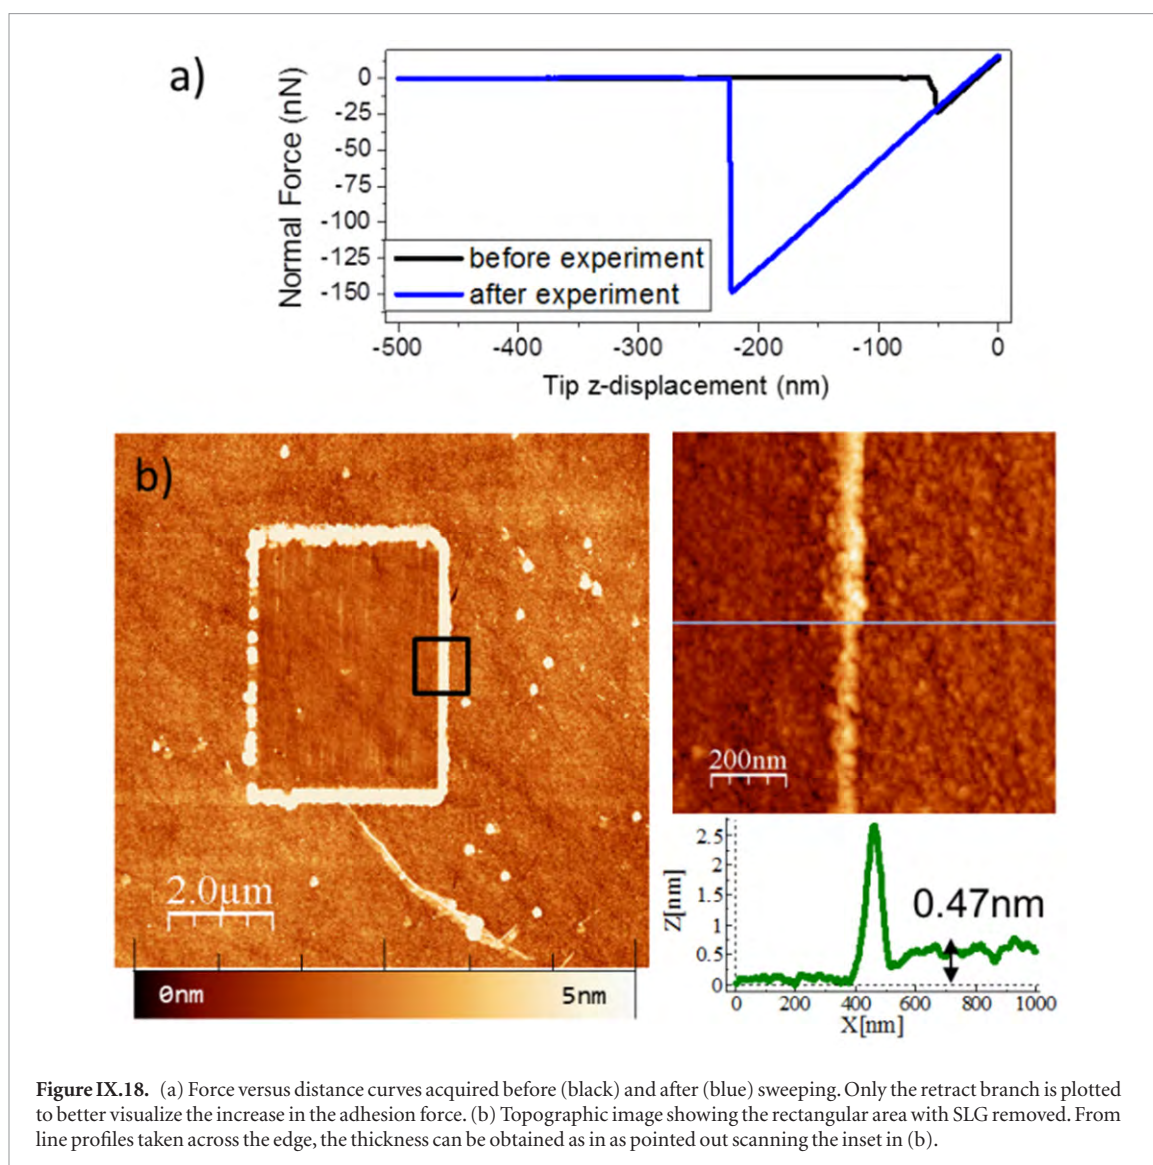 a)
Normal Force (nN)
0
-25
-50
-75
-100
-125
-150
before experiment
after experiment
-500 -400 -300 -200 -100 0
Tip z-displacement (nm)
b)
2.0µm
0nm 5nm
200nm
Z[nm]
2.5
2
1.5
1
0.5
0
0.47nm
0 200 400 600 800 1000
X[nm]
Figure IX.18. (a) Force versus distance curves acquired before (black) and after (blue) sweeping. Only the retract branch is plotted
to better visualize the increase in the adhesion force. (b) Topographic image showing the rectangular area with SLG removed. From
line profiles taken across the edge, the thickness can be obtained as in as pointed out scanning the inset in (b).